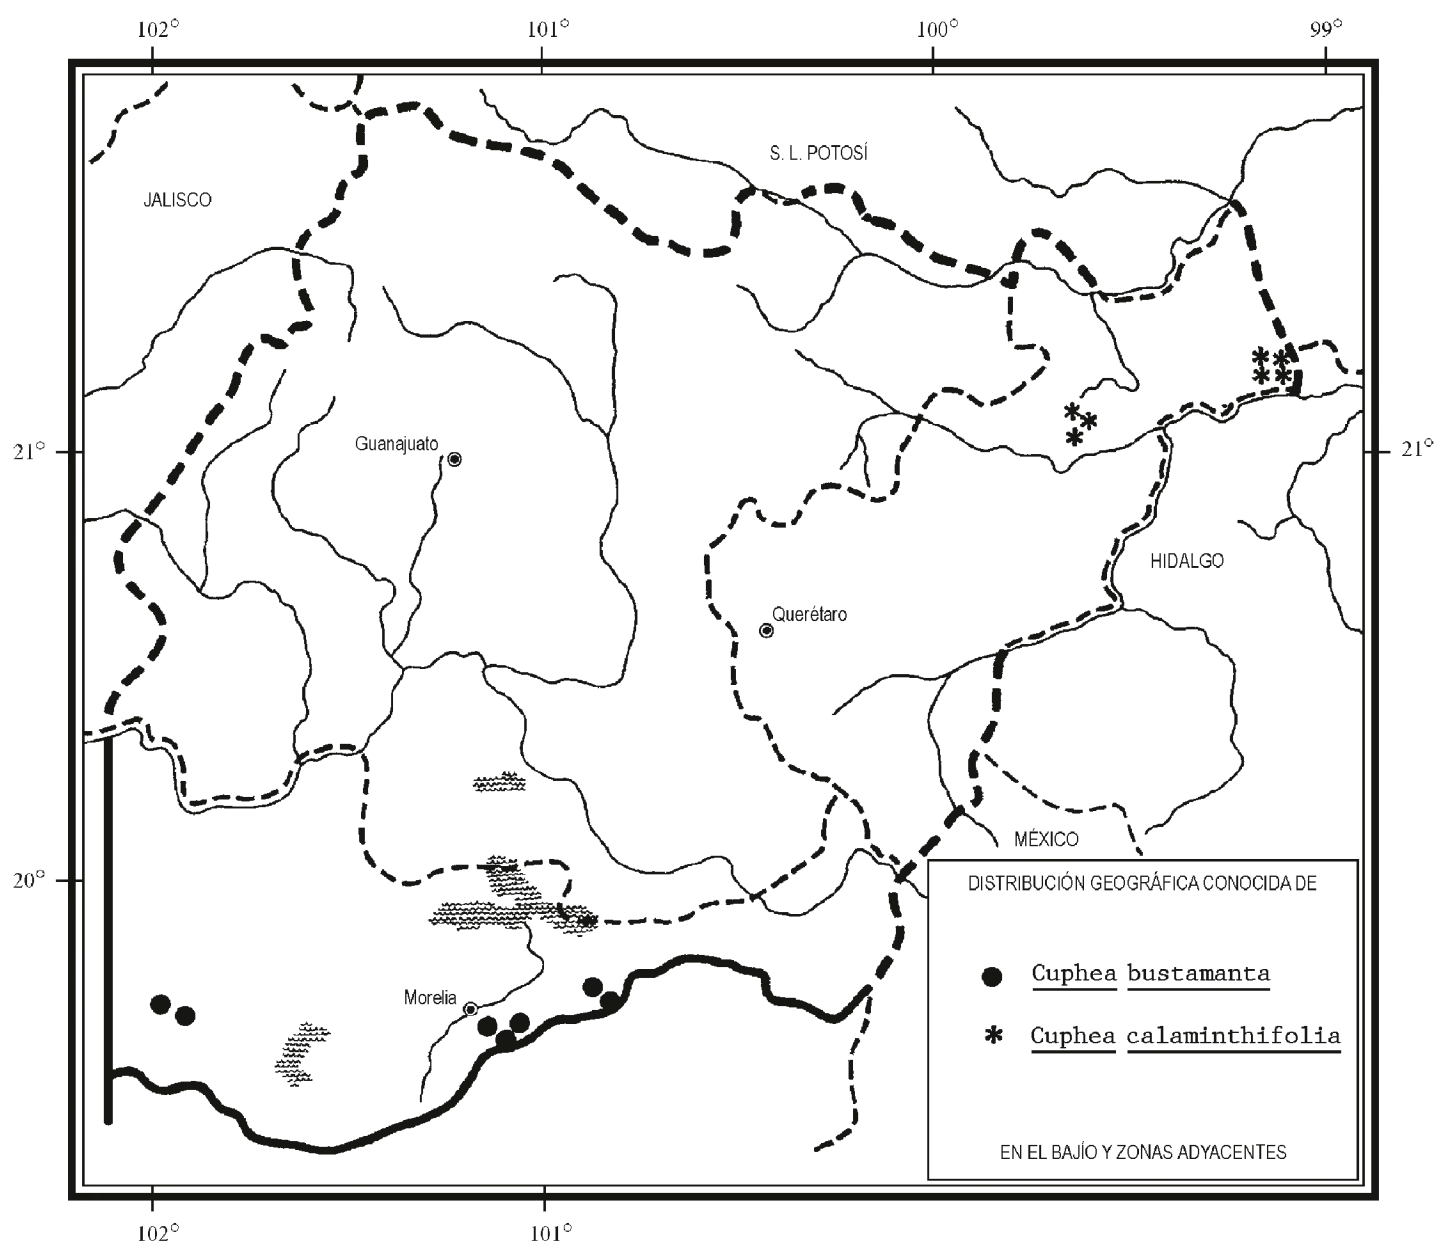 102° 101° 100° 99°
S. L. POTOSÍ
JALISCO
Guanajuato
21° 21°
HIDALGO
Querétaro
MÉXICO
20°
DISTRIBUCIÓN GEOGRÁFICA CONOCIDA DE
Cuphea bustamanta
Morelia
Cuphea calaminthifolia
EN EL BAJÍO Y ZONAS ADYACENTES
102° 101°